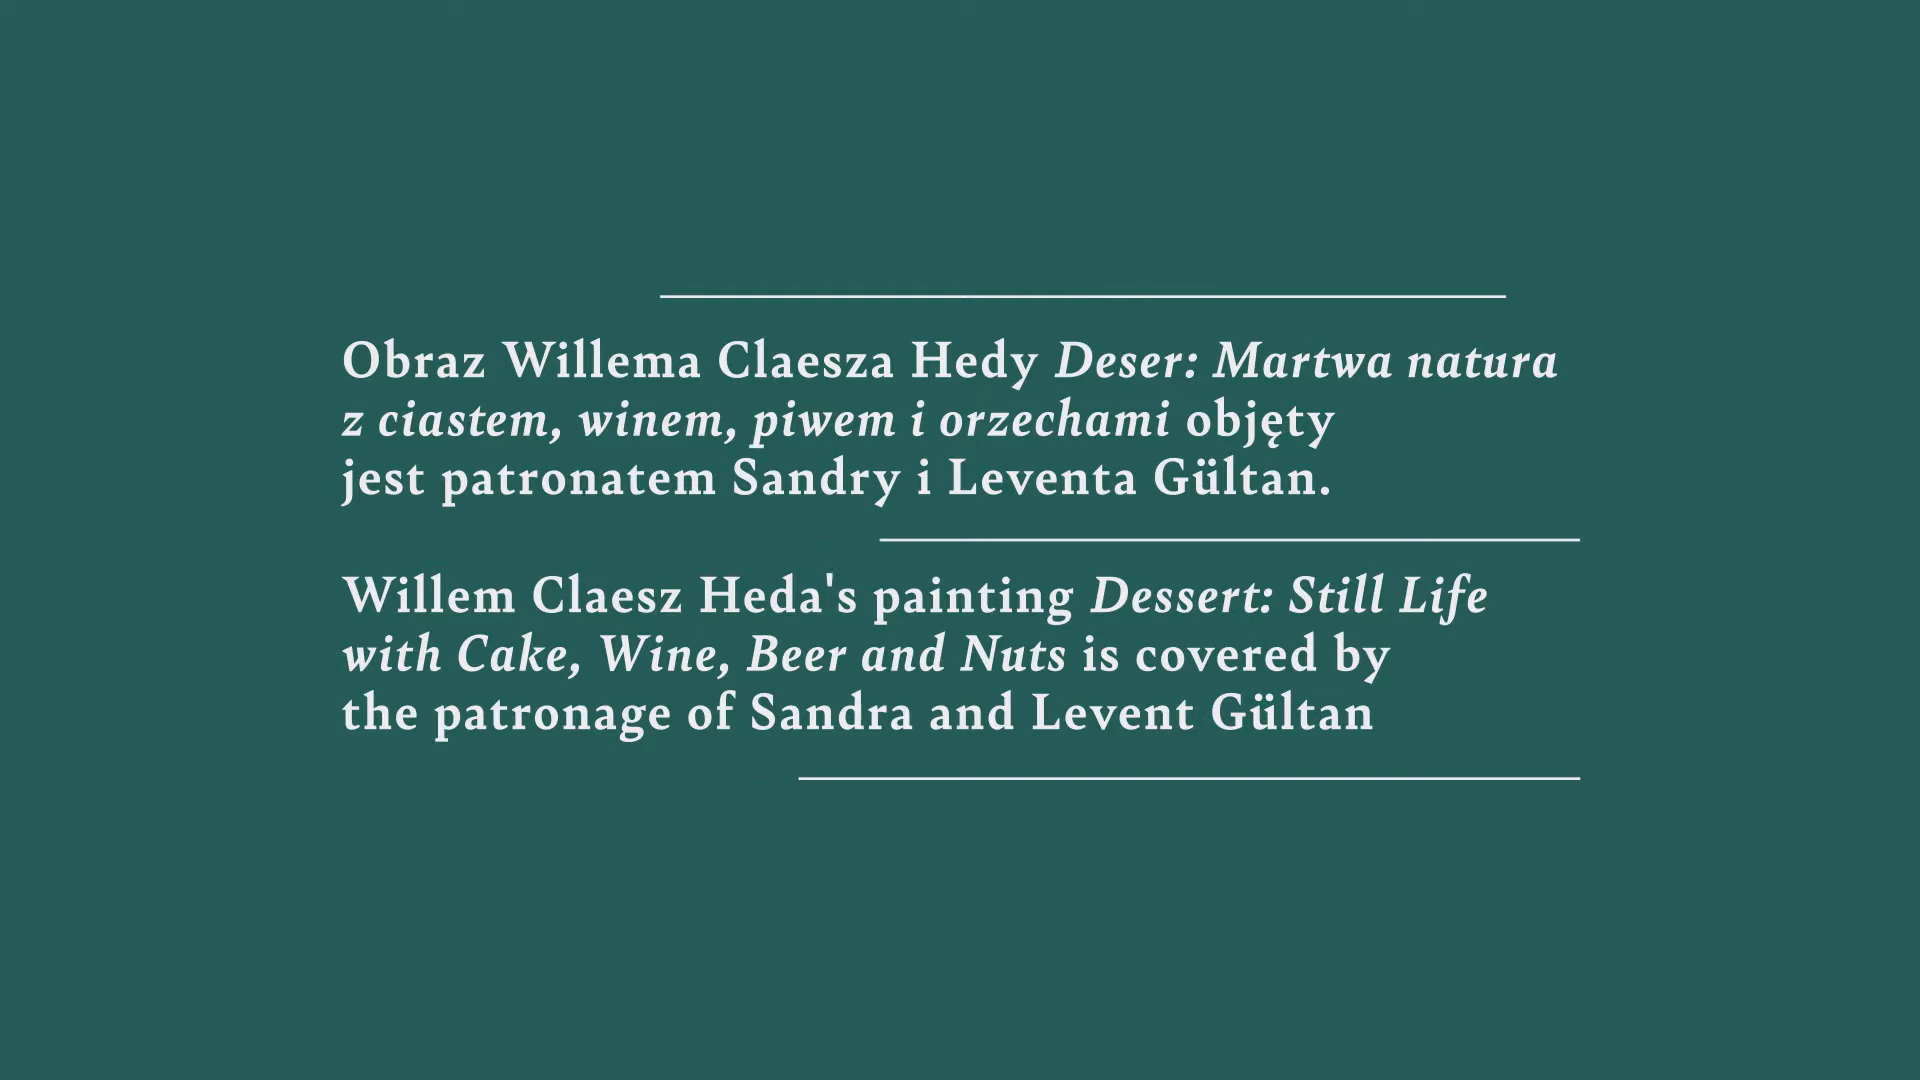 Obraz Willema Claesza Hedy Deser: Martwa natura
z ciastem, winem, piwem i orzechami objęty
jest patronatem Sandry i Leventa Gültan.
Willem Claesz Heda's painting Dessert: Still Life
with Cake, Wine, Beer and Nuts is covered by
the patronage of Sandra and Levent Gültan